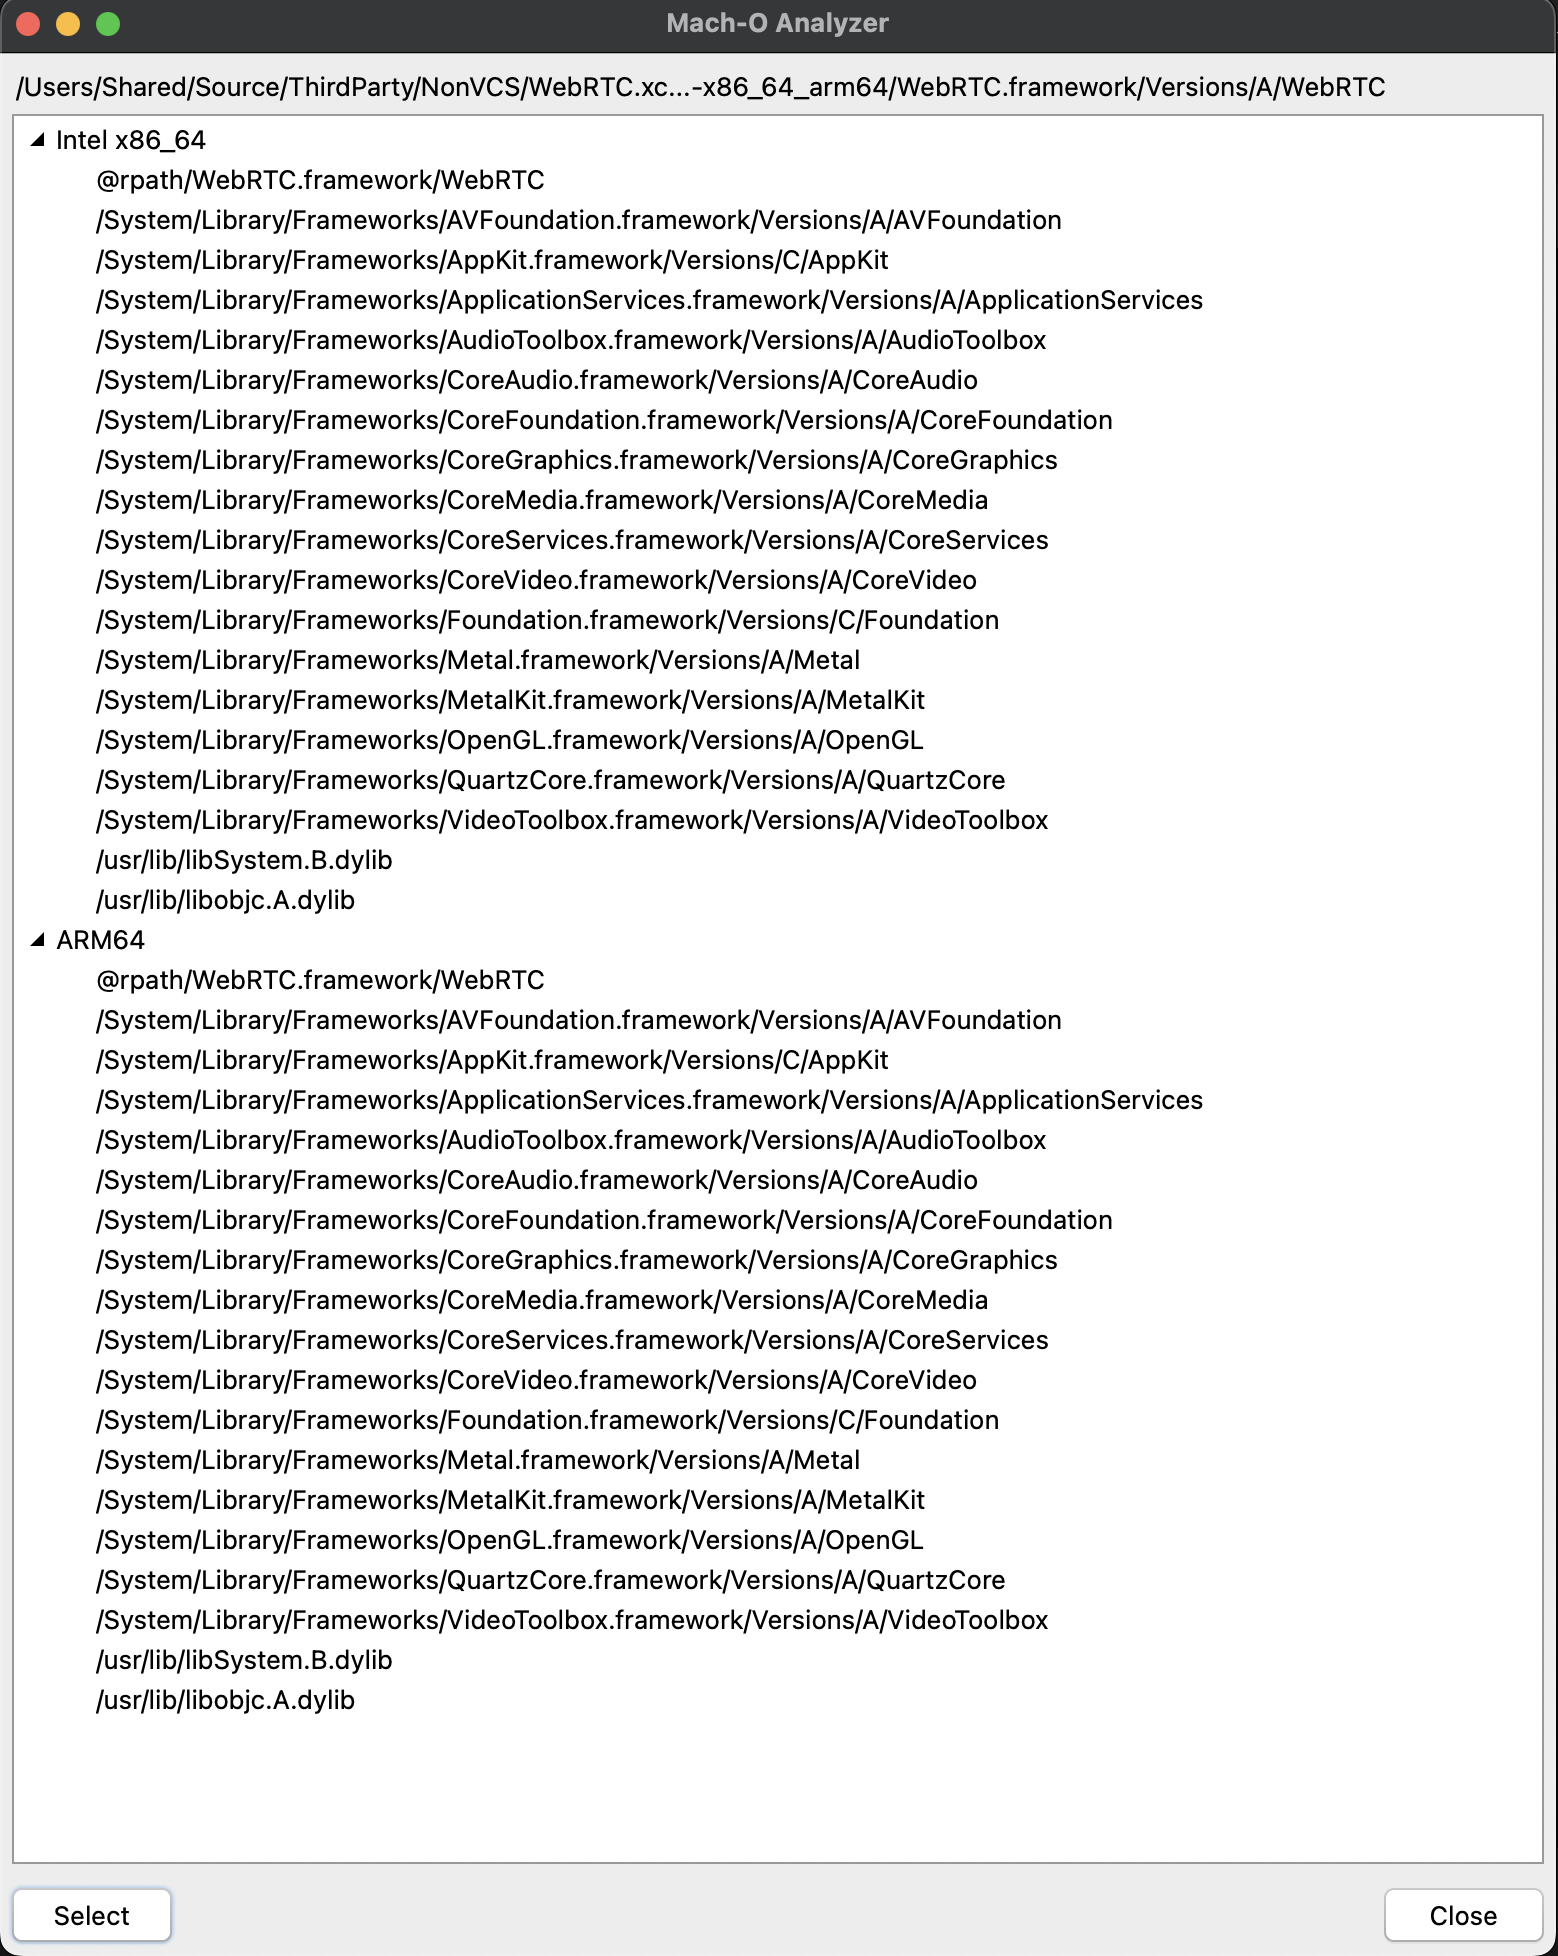 Mach-O Analyzer
/Users/Shared/Source/ThirdParty/NonVCS/WebRTC.xc...-x86_64_arm64/WebRTC.framework/Versions/A/WebRTC
Intel x86_64
@rpath/WebRTC.framework/WebRTC
/System/Library/Frameworks/AVFoundation.framework/Versions/A/AVFoundation
/System/Library/Frameworks/AppKit.framework/Versions/C/AppKit
/System/Library/Frameworks/ApplicationServices.framework/Versions/A/ApplicationServices
/System/Library/Frameworks/AudioToolbox.framework/Versions/A/AudioToolbox
/System/Library/Frameworks/CoreAudio.framework/Versions/A/CoreAudio
/System/Library/Frameworks/CoreFoundation.framework/Versions/A/CoreFoundation
/System/Library/Frameworks/CoreGraphics.framework/Versions/A/CoreGraphics
/System/Library/Frameworks/CoreMedia.framework/Versions/A/CoreMedia
/System/Library/Frameworks/CoreServices.framework/Versions/A/CoreServices
/System/Library/Frameworks/CoreVideo.framework/Versions/A/CoreVideo
/System/Library/Frameworks/Foundation.framework/Versions/C/Foundation
/System/Library/Frameworks/Metal.framework/Versions/A/Metal
/System/Library/Frameworks/MetalKit.framework/Versions/A/MetalKit
/System/Library/Frameworks/OpenGL.framework/Versions/A/OpenGL
/System/Library/Frameworks/QuartzCore.framework/Versions/A/QuartzCore
/System/Library/Frameworks/VideoToolbox.framework/Versions/A/VideoToolbox
/usr/lib/libSystem.B.dylib
/usr/lib/libobjc.A.dylib
ARM64
@rpath/WebRTC.framework/WebRTC
/System/Library/Frameworks/AVFoundation.framework/Versions/A/AVFoundation
/System/Library/Frameworks/AppKit.framework/Versions/C/AppKit
/System/Library/Frameworks/ApplicationServices.framework/Versions/A/ApplicationServices
/System/Library/Frameworks/AudioToolbox.framework/Versions/A/AudioToolbox
/System/Library/Frameworks/CoreAudio.framework/Versions/A/CoreAudio
/System/Library/Frameworks/CoreFoundation.framework/Versions/A/CoreFoundation
/System/Library/Frameworks/CoreGraphics.framework/Versions/A/CoreGraphics
/System/Library/Frameworks/CoreMedia.framework/Versions/A/CoreMedia
/System/Library/Frameworks/CoreServices.framework/Versions/A/CoreServices
/System/Library/Frameworks/CoreVideo.framework/Versions/A/CoreVideo
/System/Library/Frameworks/Foundation.framework/Versions/C/Foundation
/System/Library/Frameworks/Metal.framework/Versions/A/Metal
/System/Library/Frameworks/MetalKit.framework/Versions/A/MetalKit
/System/Library/Frameworks/OpenGL.framework/Versions/A/OpenGL
/System/Library/Frameworks/QuartzCore.framework/Versions/A/QuartzCore
/System/Library/Frameworks/VideoToolbox.framework/Versions/A/VideoToolbox
/usr/lib/libSystem.B.dylib
/usr/lib/libobjc.A.dylib
Select
Close